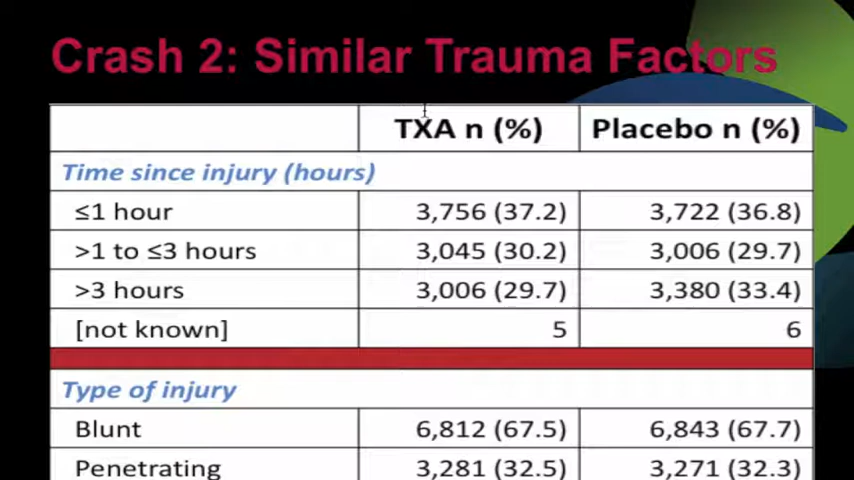 Crash 2: Similar Trauma Factors
TXA n (%) Placebo n (%)
Time since injury (hours)
≤1 hour 3,756 (37.2) 3,722 (36.8)
>1 to ≤3 hours 3,045 (30.2) 3,006 (29.7)
>3 hours 3,006 (29.7) 3,380 (33.4)
[not known] 5 6
Type of injury
Blunt 6,812 (67.5) 6,843 (67.7)
Penetrating 3,281 (32.5) 3,271 (32.3)